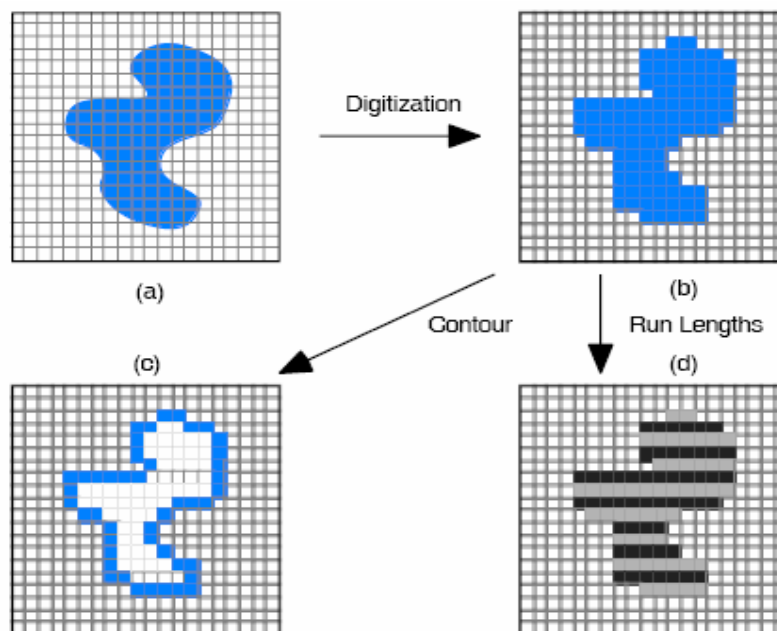 Digitization
(a)
(b)
Contour
Run Lengths
(c)
(d)